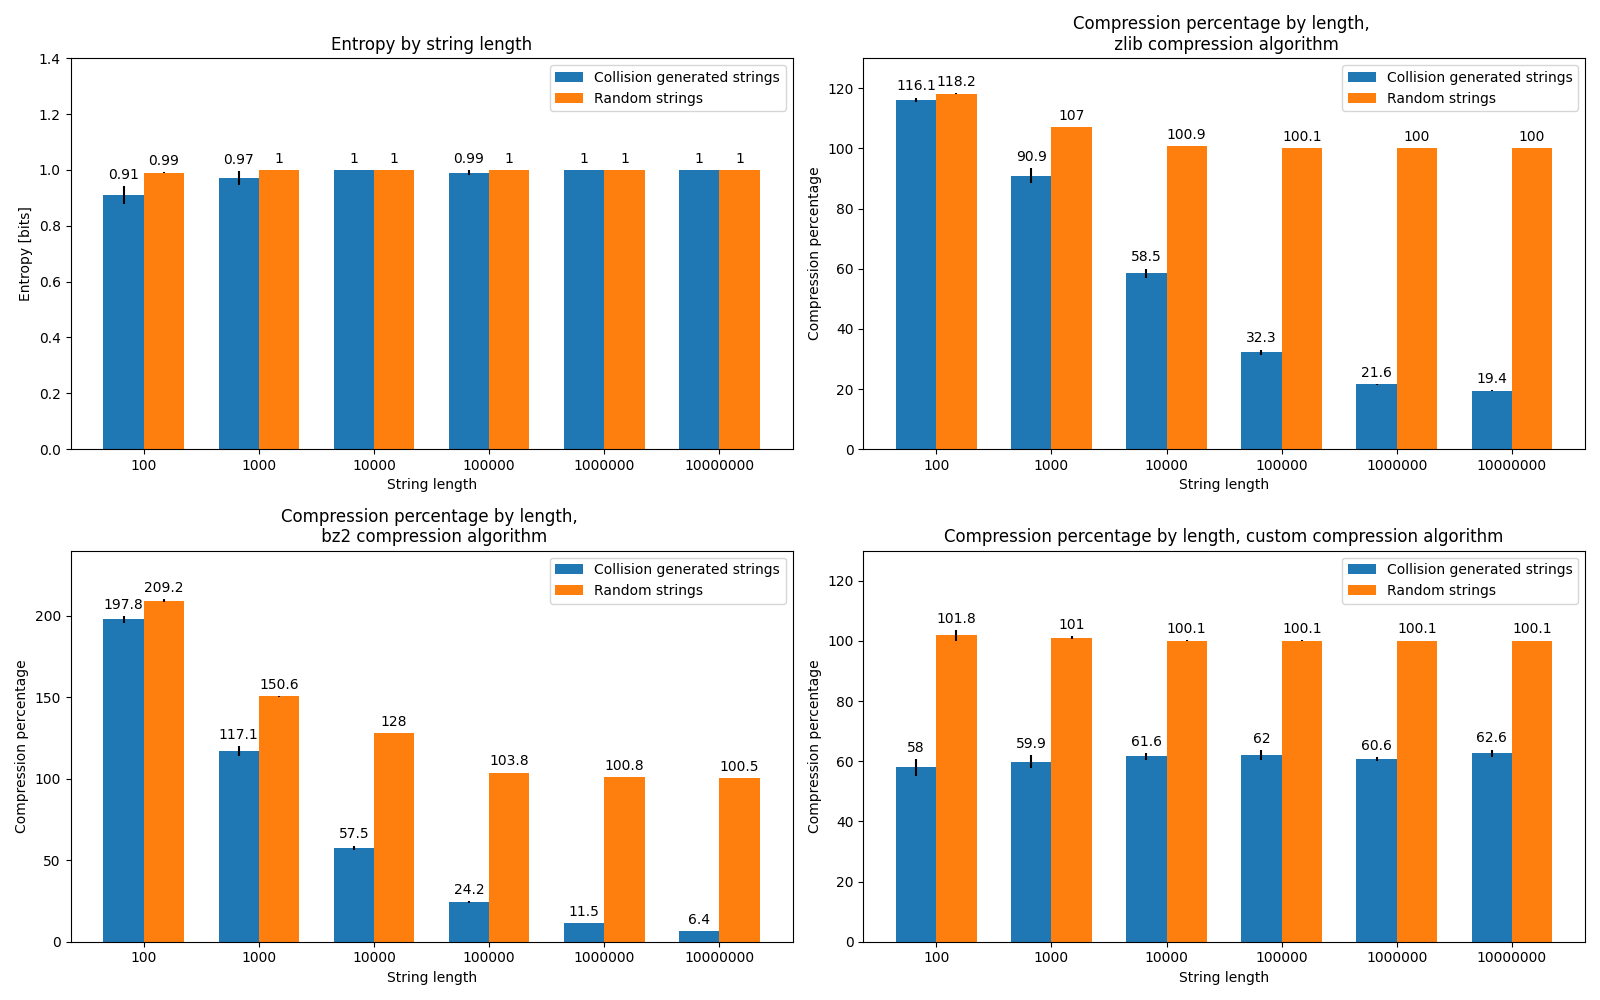 Entropy by string length
Entropy [bits]
1.4
1.2
1.0
0.8
0.6
0.4
0.2
0.0
Collision generated strings
Random strings
0.91 0.99 0.97 1 1 1 0.99 1 1 1 1 1
100 1000 10000 100000 1000000 10000000
String length
Compression percentage by length,
zlib compression algorithm
Compression percentage
120
100
80
60
40
20
0
Collision generated strings
Random strings
116.1 118.2 90.9 107 58.5 100.9 32.3 100.1 21.6 100 19.4 100
100 1000 10000 100000 1000000 10000000
String length
Compression percentage by length,
bz2 compression algorithm
Compression percentage
200
150
100
50
0
Collision generated strings
Random strings
197.8 209.2 117.1 150.6 57.5 128 24.2 103.8 11.5 100.8 6.4 100.5
100 1000 10000 100000 1000000 10000000
String length
Compression percentage by length, custom compression algorithm
Compression percentage
120
100
80
60
40
20
0
Collision generated strings
Random strings
58 101.8 59.9 101 61.6 100.1 62 100.1 60.6 100.1 62.6 100.1
100 1000 10000 100000 1000000 10000000
String length